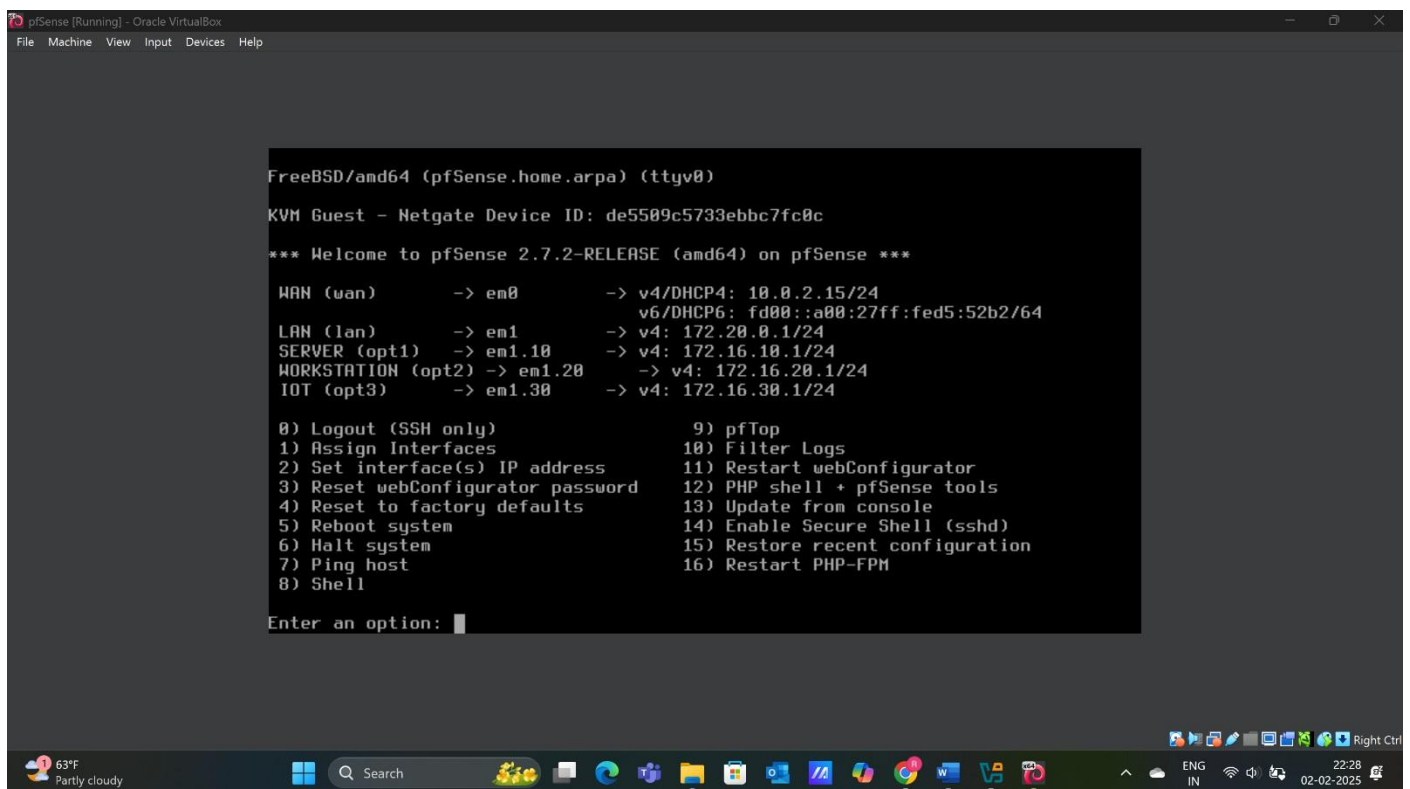 pfSense [Running] - Oracle VirtualBox
File Machine View Input Devices Help
FreeBSD/amd64 (pfSense.home.arpa) (ttyv0)
KVM Guest - Netgate Device ID: de5509c5733ebbc7fc0c
*** Welcome to pfSense 2.7.2-RELEASE (amd64) on pfSense ***
WAN (wan) -> em0 -> v4/DHCP4: 10.0.2.15/24
v6/DHCP6: fd00::a00:27ff:fed5:52b2/64
LAN (lan) -> em1 -> v4: 172.20.0.1/24
SERVER (opt1) -> em1.10 -> v4: 172.16.10.1/24
WORKSTATION (opt2) -> em1.20 -> v4: 172.16.20.1/24
IOT (opt3) -> em1.30 -> v4: 172.16.30.1/24
0) Logout (SSH only) 9) pfTop
1) Assign Interfaces 10) Filter Logs
2) Set interface(s) IP address 11) Restart webConfigurator
3) Reset webConfigurator password 12) PHP shell + pfSense tools
4) Reset to factory defaults 13) Update from console
5) Reboot system 14) Enable Secure Shell (sshd)
6) Halt system 15) Restore recent configuration
7) Ping host 16) Restart PHP-FPM
8) Shell
Enter an option:
Right Ctrl
1 63°F
Partly cloudy
Search
ENG
IN
22:28
02-02-2025